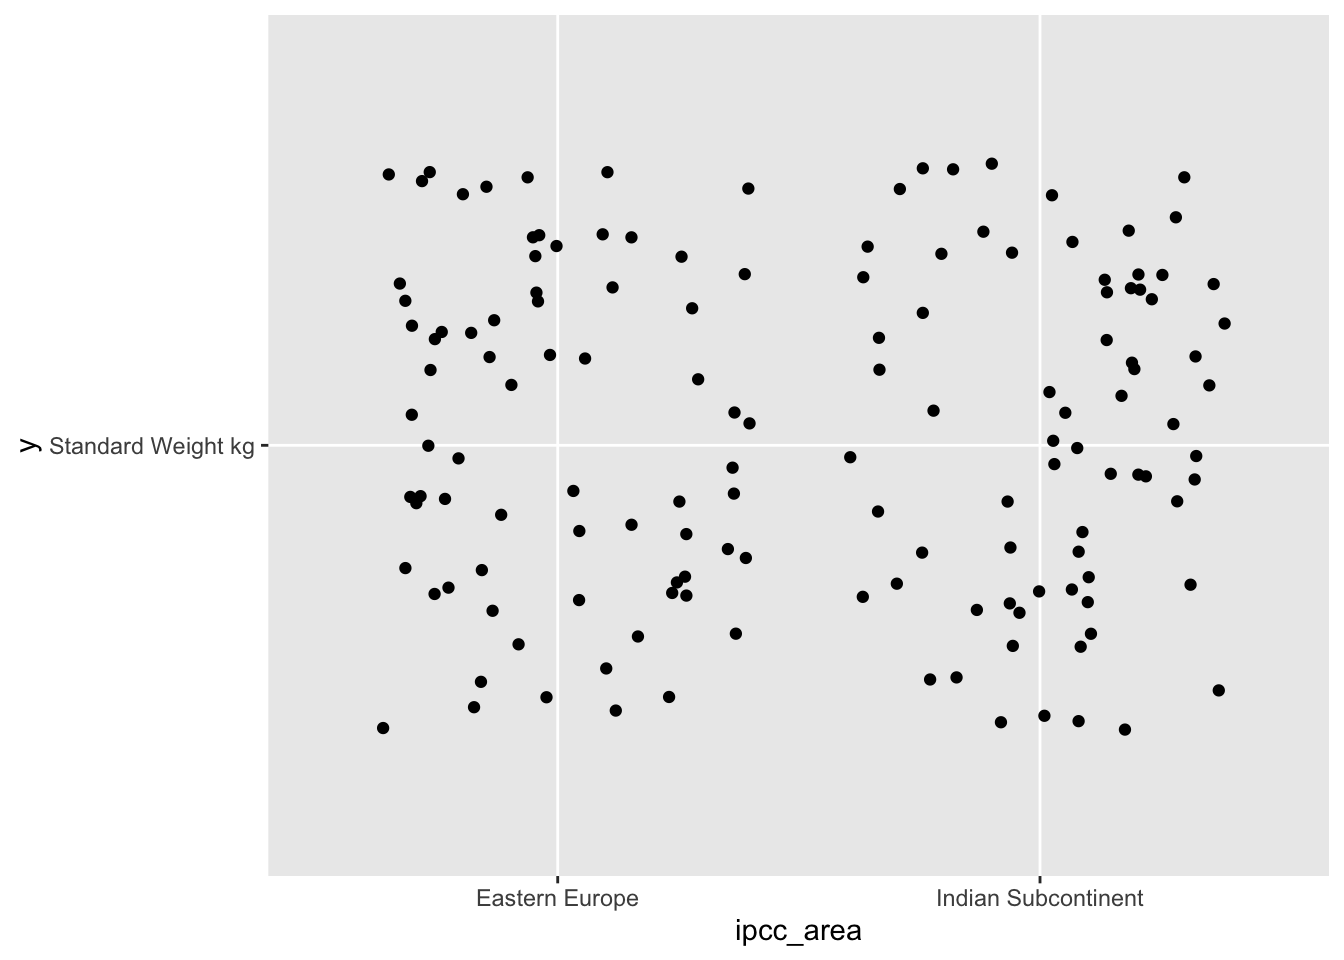 y
Standard Weight kg
Eastern Europe
Indian Subcontinent
ipcc_area